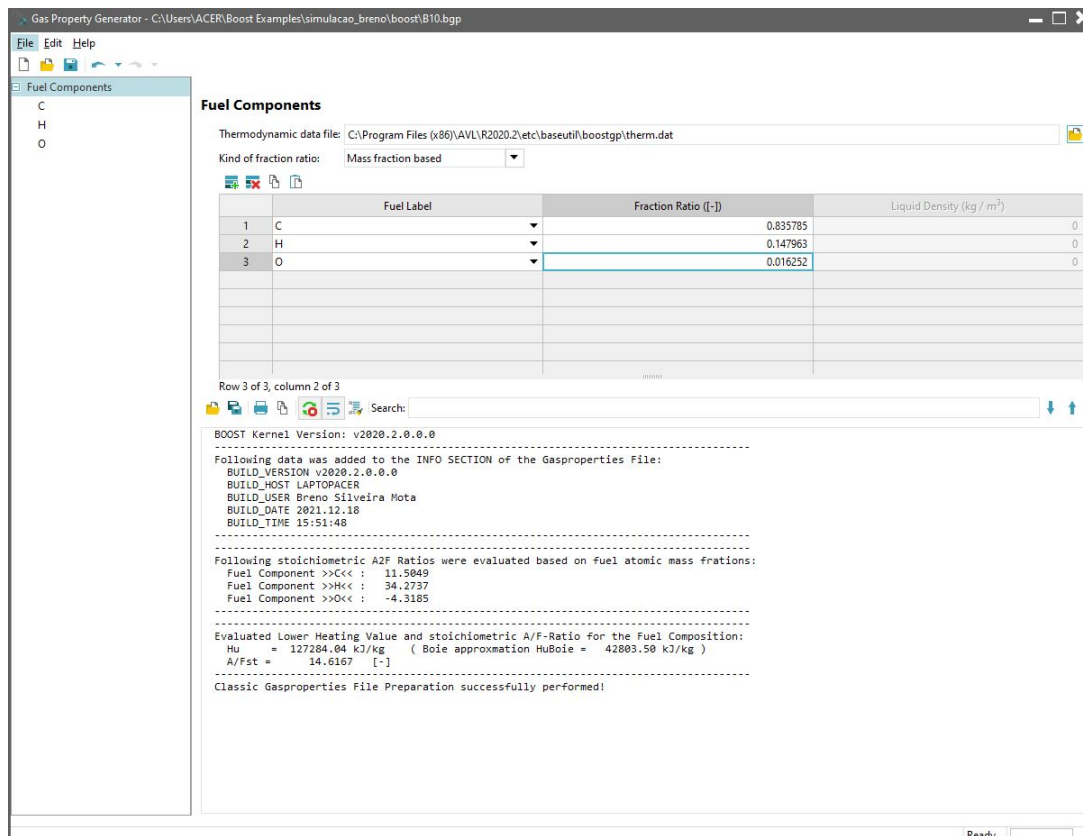 Gas Property Generator - C:\Users\ACER\Boost Examples\simulacao_breno\boost\B10.bgp
File Edit Help
Fuel Components
C
H
O
Fuel Components
Thermodynamic data file: C:\Program Files (x86)\AVL\R2020.2\etc\baseutil\boostgp\therm.dat
Kind of fraction ratio: Mass fraction based
Fuel Label Fraction Ratio ([-]) Liquid Density (kg / m³)
1 C 0.835785 0
2 H 0.147963 0
3 O 0.016252 0
Row 3 of 3, column 2 of 3
Search:
BOOST Kernel Version: v2020.2.0.0.0
--------------------------------------------------------------------------------
Following data was added to the INFO SECTION of the Gasproperties File:
BUILD_VERSION v2020.2.0.0.0
BUILD_HOST LAPTOPACER
BUILD_USER Breno Silveira Mota
BUILD_DATE 2021.12.18
BUILD_TIME 15:51:48
--------------------------------------------------------------------------------
--------------------------------------------------------------------------------
Following stoichiometric A2F Ratios were evaluated based on fuel atomic mass frations:
Fuel Component >>C<< : 11.5049
Fuel Component >>H<< : 34.2737
Fuel Component >>O<< : -4.3185
--------------------------------------------------------------------------------
--------------------------------------------------------------------------------
Evaluated Lower Heating Value and stoichiometric A/F-Ratio for the Fuel Composition:
Hu = 127284.04 kJ/kg ( Boie approxmation HuBoie = 42803.50 kJ/kg )
A/Fst = 14.6167 [-]
--------------------------------------------------------------------------------
Classic Gasproperties File Preparation successfully performed!
Ready